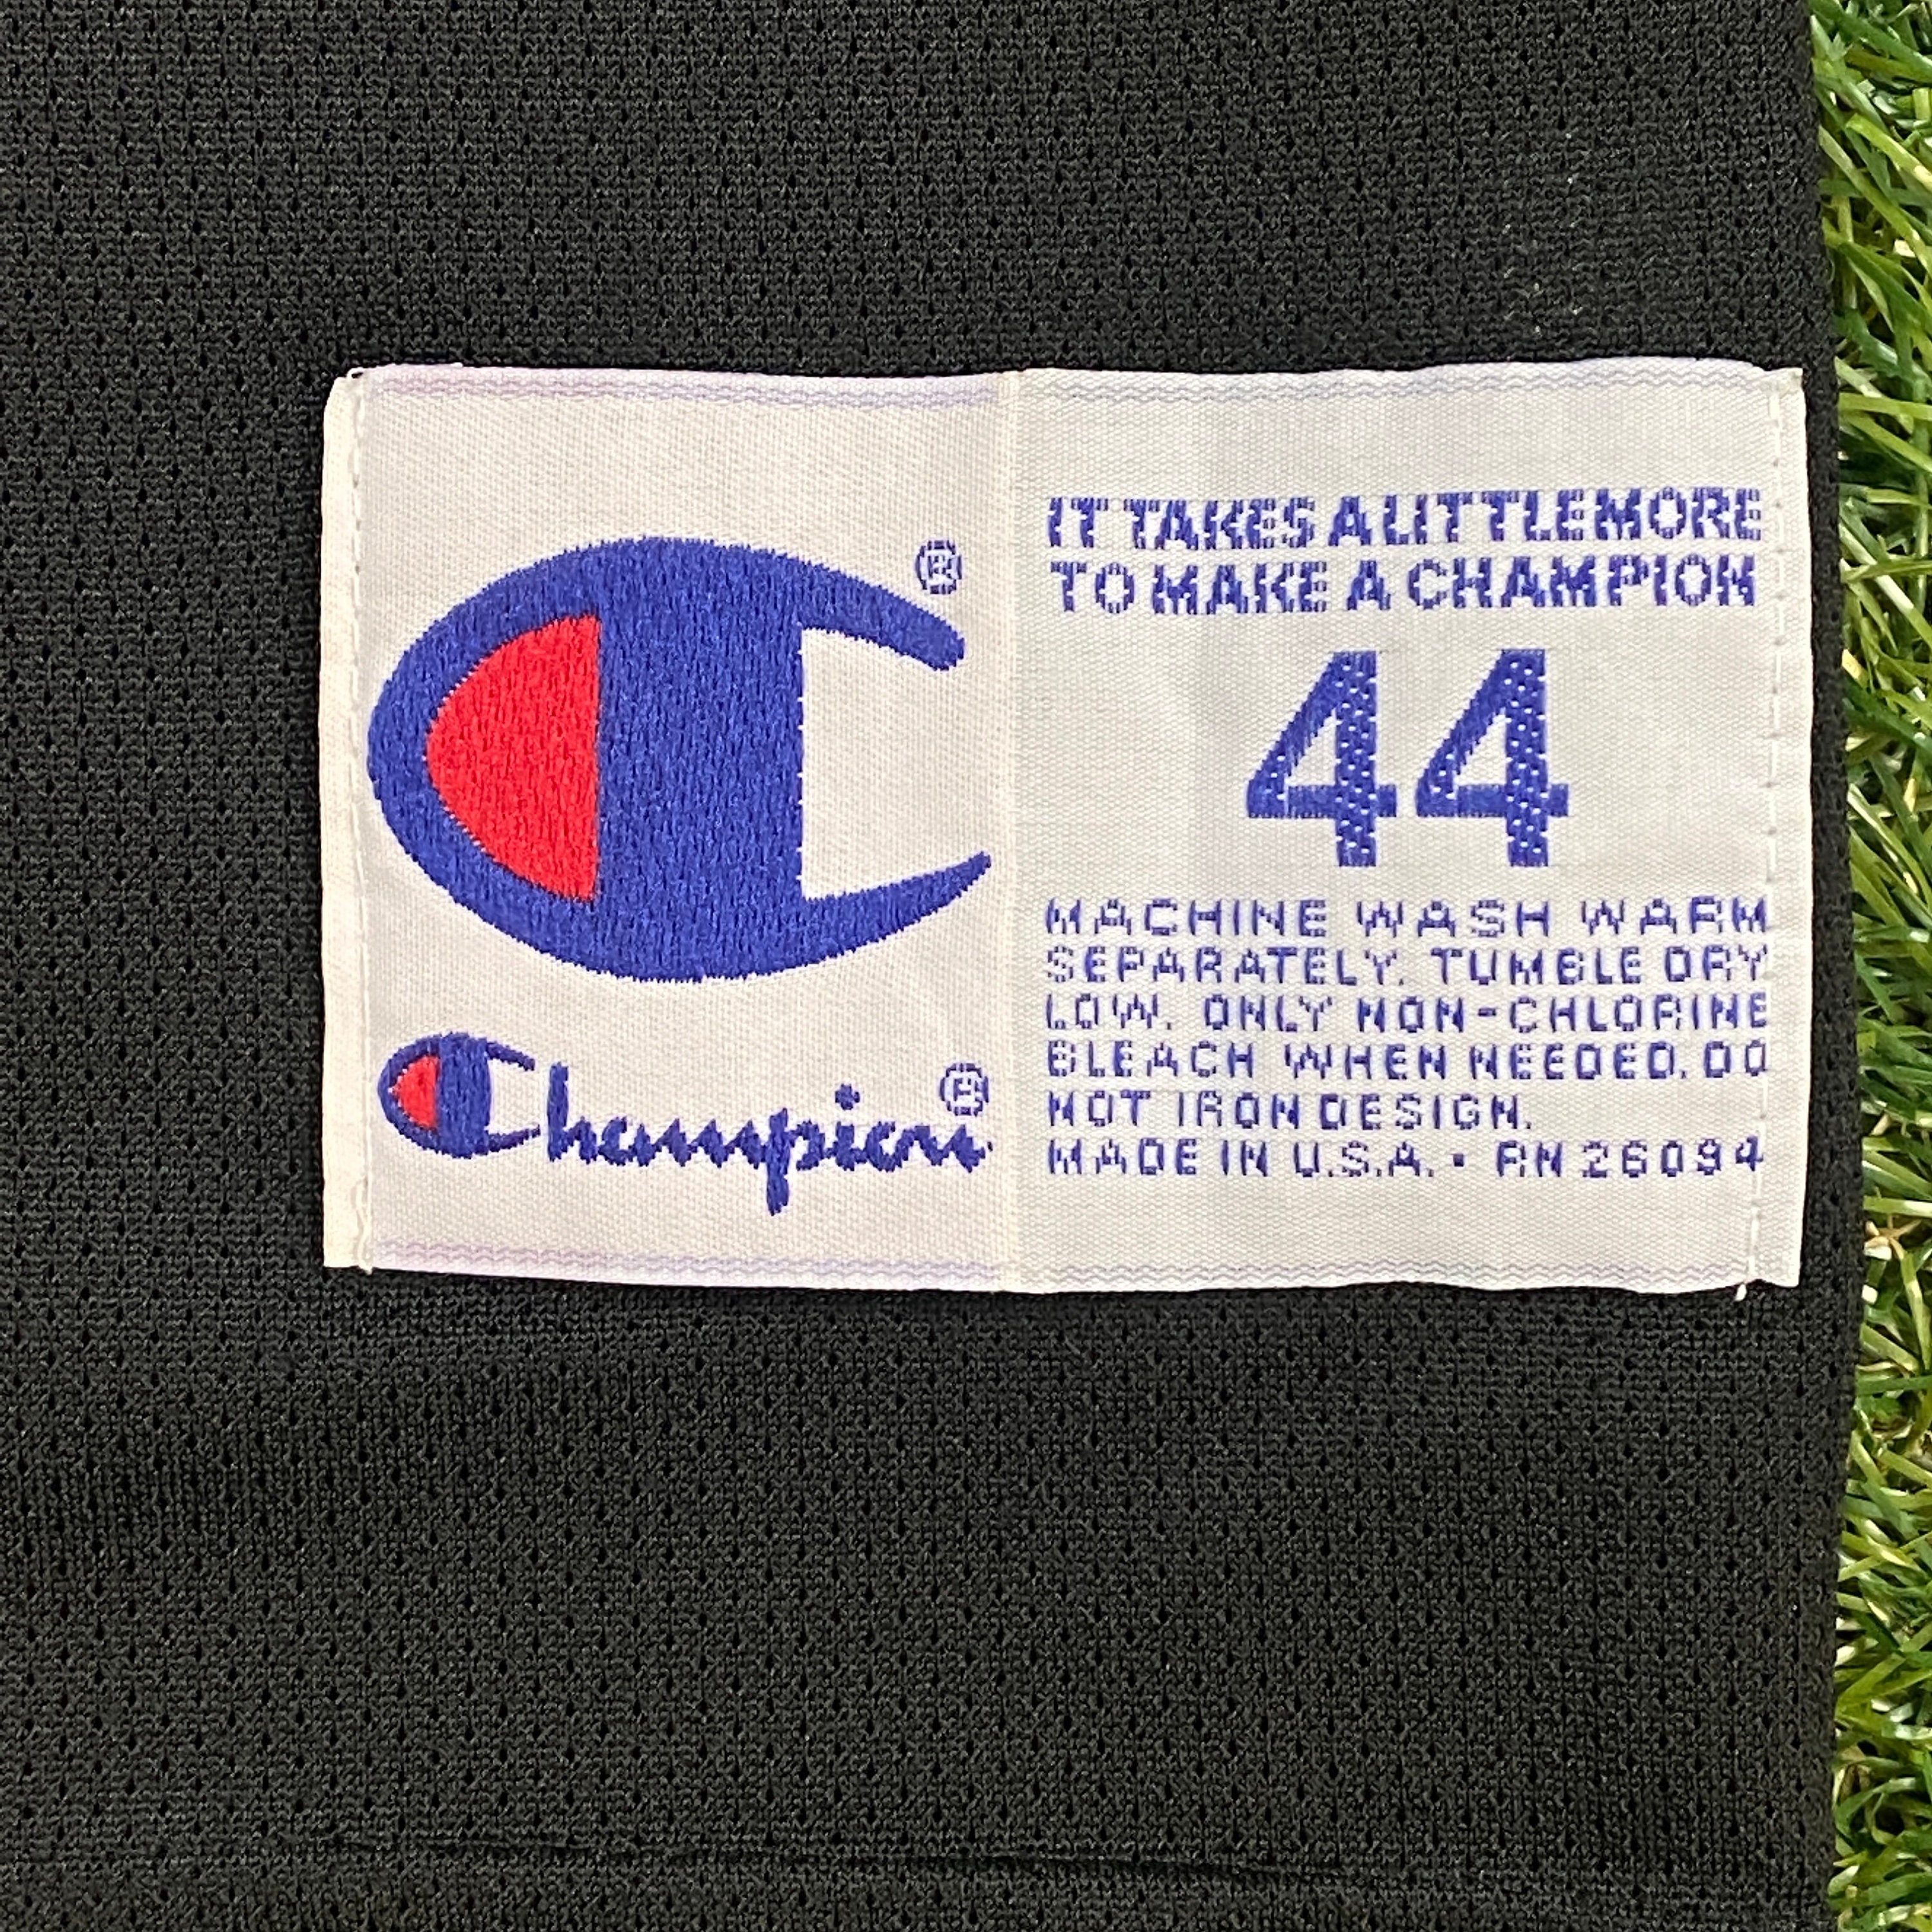 ®
Champion®
IT TAKES A LITTLE MORE
TO MAKE A CHAMPION
44
MACHINE WASH WARM
SEPARATELY. TUMBLE DRY
LOW. ONLY NON-CHLORINE
BLEACH WHEN NEEDED. DO
NOT IRON DESIGN.
MADE IN U.S.A. • RN 26094